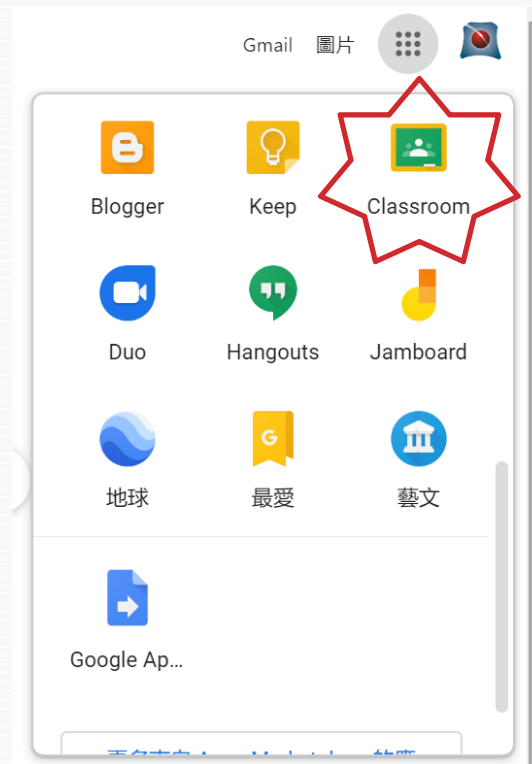 Gmail 圖片
Blogger Keep Classroom
Duo Hangouts Jamboard
地球 最愛 藝文
Google Ap...